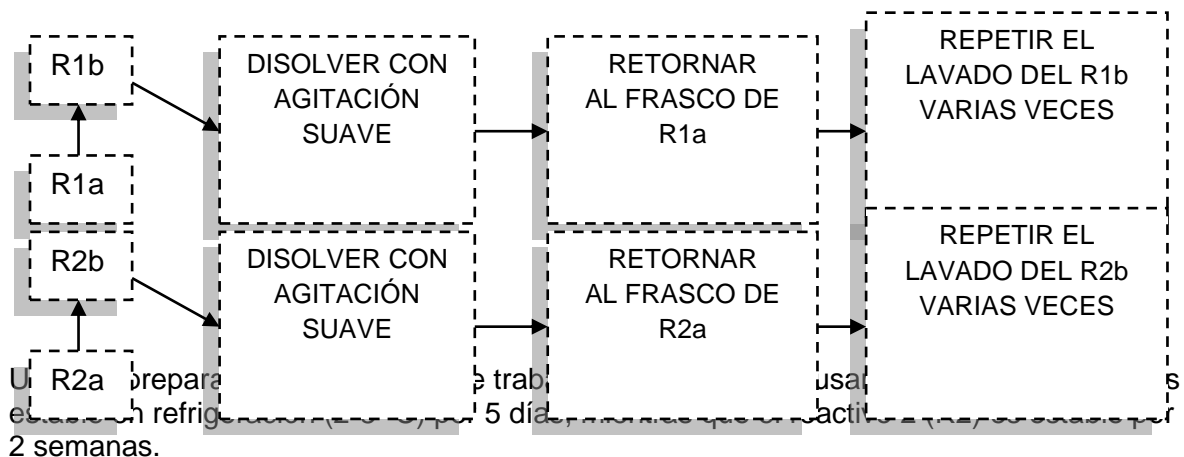 R1b
DISOLVER CON
AGITACIÓN
SUAVE
RETORNAR
AL FRASCO DE
R1a
REPETIR EL
LAVADO DEL R1b
VARIAS VECES
R1a
R2b
DISOLVER CON
AGITACIÓN
SUAVE
RETORNAR
AL FRASCO DE
R2a
REPETIR EL
LAVADO DEL R2b
VARIAS VECES
R2a
5 días, mientras que
2 semanas.